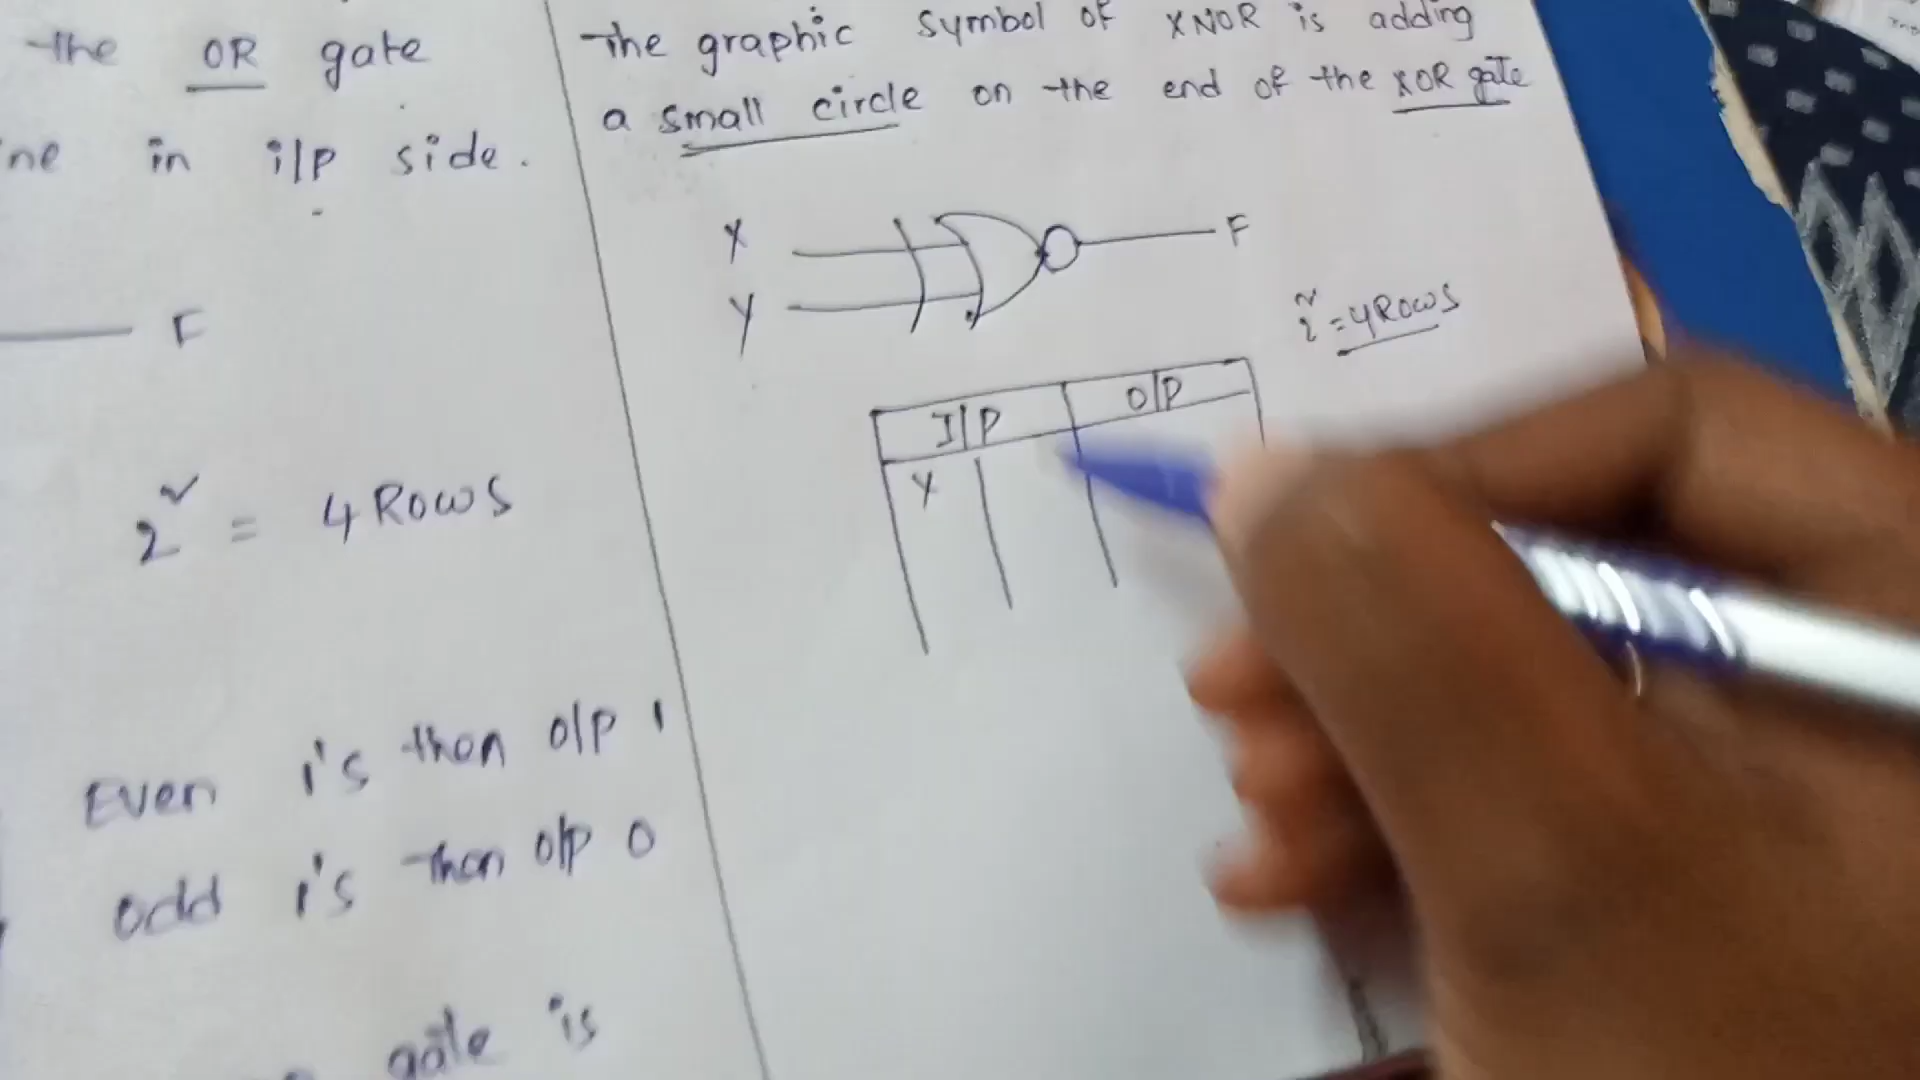 the OR gate
ne in i/p side.
F
2² = 4 Rows
Even 1's then o/p 1
odd 1's then o/p 0
gate is
The graphic symbol of XNOR is adding
a small circle on the end of the XOR gate
X
Y
F
2² = 4 Rows
I/P O/P
X